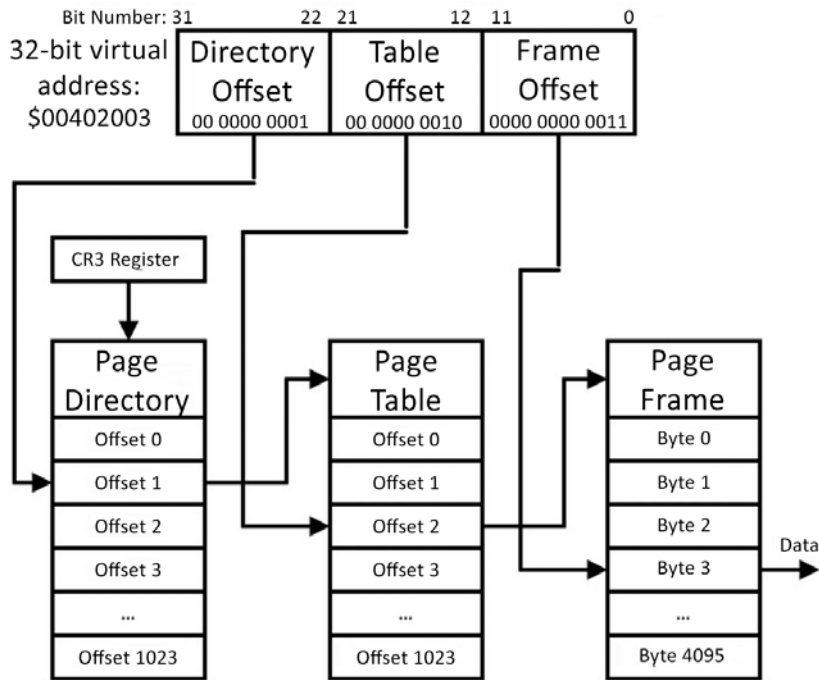 Bit Number: 31 22 21 12 11 0
32-bit virtual
address:
$00402003
Directory
Offset
00 0000 0001
Table
Offset
00 0000 0010
Frame
Offset
0000 0000 0011
CR3 Register
Page
Directory
Offset 0
Offset 1
Offset 2
Offset 3
...
Offset 1023
Page
Table
Offset 0
Offset 1
Offset 2
Offset 3
...
Offset 1023
Page
Frame
Byte 0
Byte 1
Byte 2
Byte 3
...
Byte 4095
Data